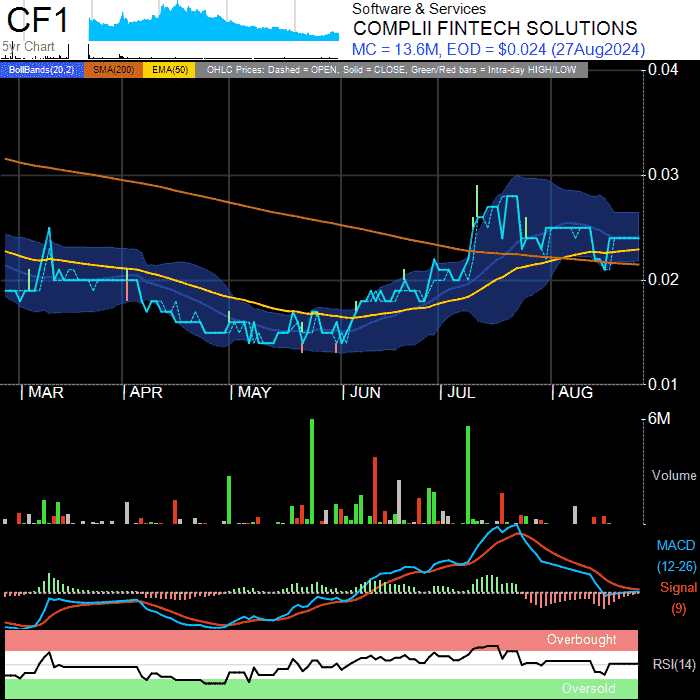 CF1
5yr Chart
Software & Services
COMPLII FINTECH SOLUTIONS
MC = 13.6M, EOD = $0.024 (27Aug2024)
BollBands(20,2) SMA(200) EMA(50) OHLC Prices: Dashed = OPEN, Solid = CLOSE, Green/Red bars = Intra-day HIGH/LOW
0.04
0.03
0.02
0.01
MAR APR MAY JUN JUL AUG
6M
Volume
MACD
(12-26)
Signal
(9)
Overbought
RSI(14)
Oversold